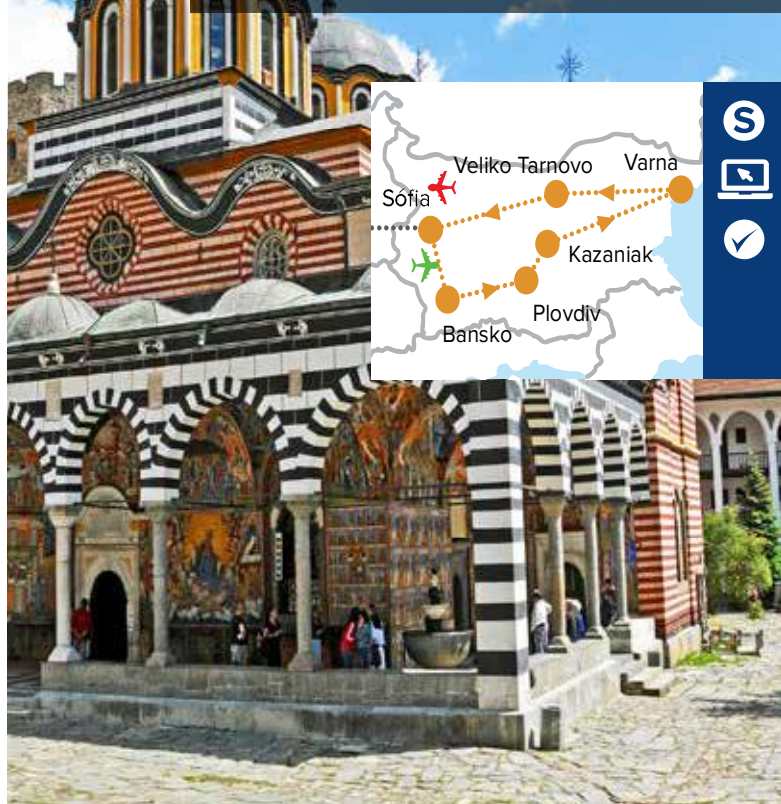 S
Veliko Tarnovo
Varna
Sófia
Kazaniak
Plovdiv
Bansko